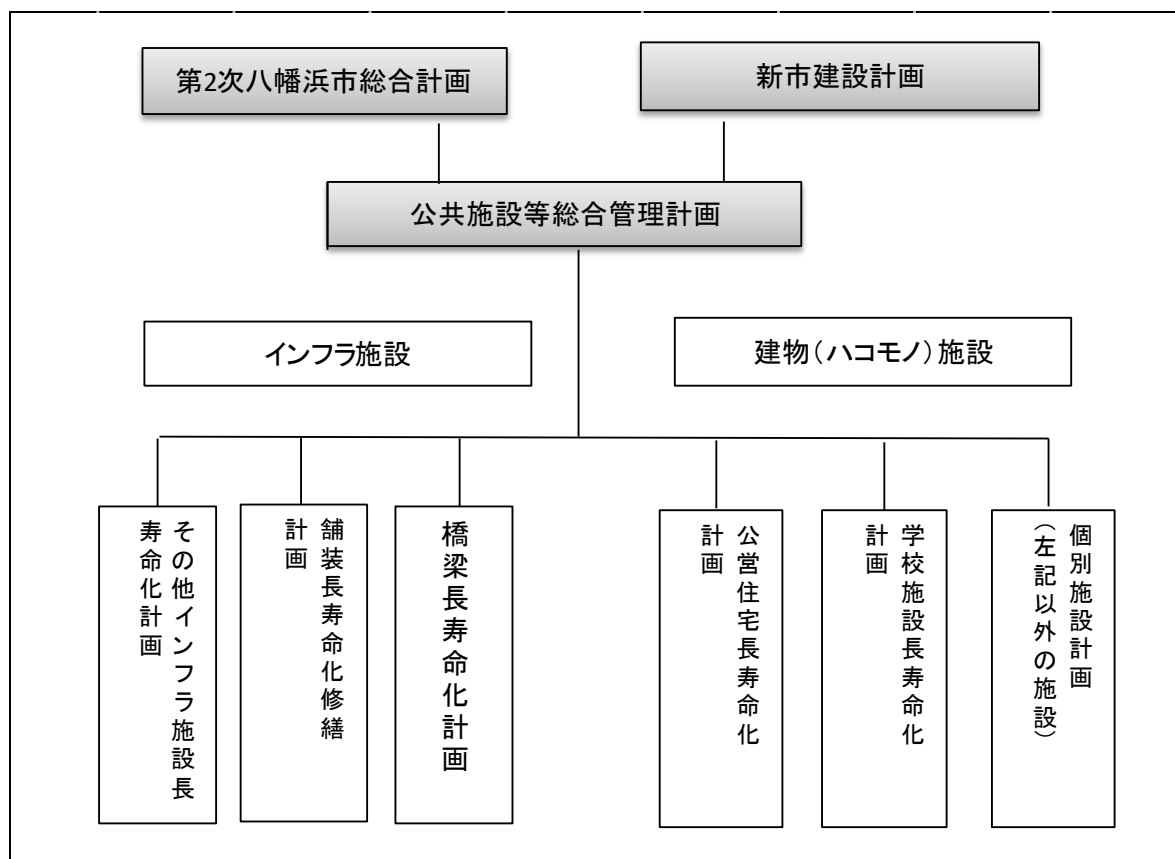 第2次八幡浜市総合計画
新市建設計画
公共施設等総合管理計画
インフラ施設
建物(ハコモノ)施設
その他インフラ施設長
寿命化計画
舗装長寿命化修繕
計画
橋梁長寿命化計画
公営住宅長寿命化
計画
学校施設長寿命化
計画
個別施設計画
(左記以外の施設)